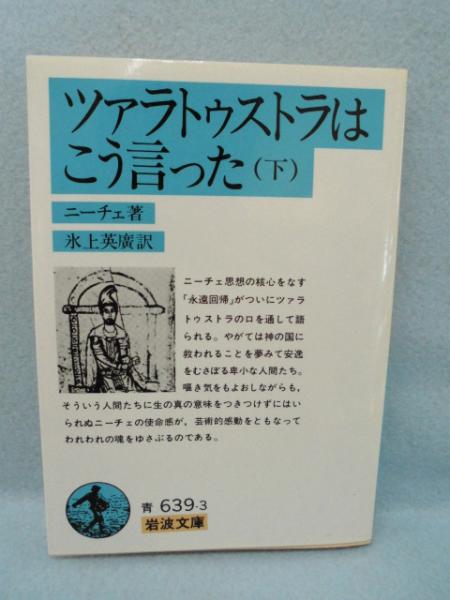 ツァラトゥストラは
こう言った(下)
ニーチェ著
氷上英廣訳
ニーチェ思想の核心をなす
「永遠回帰」がついにツァラ
トゥストラの口を通して語
られる。やがては神の国に
救われることを夢みて安逸
をむさぼる卑小な人間たち。
嘔き気をもよおしながらも,
そういう人間たちに生の真の意味をつきつけずにはい
られぬニーチェの使命感が,芸術的感動をともなって
われわれの魂をゆさぶるのである。
青 639-3
岩波文庫